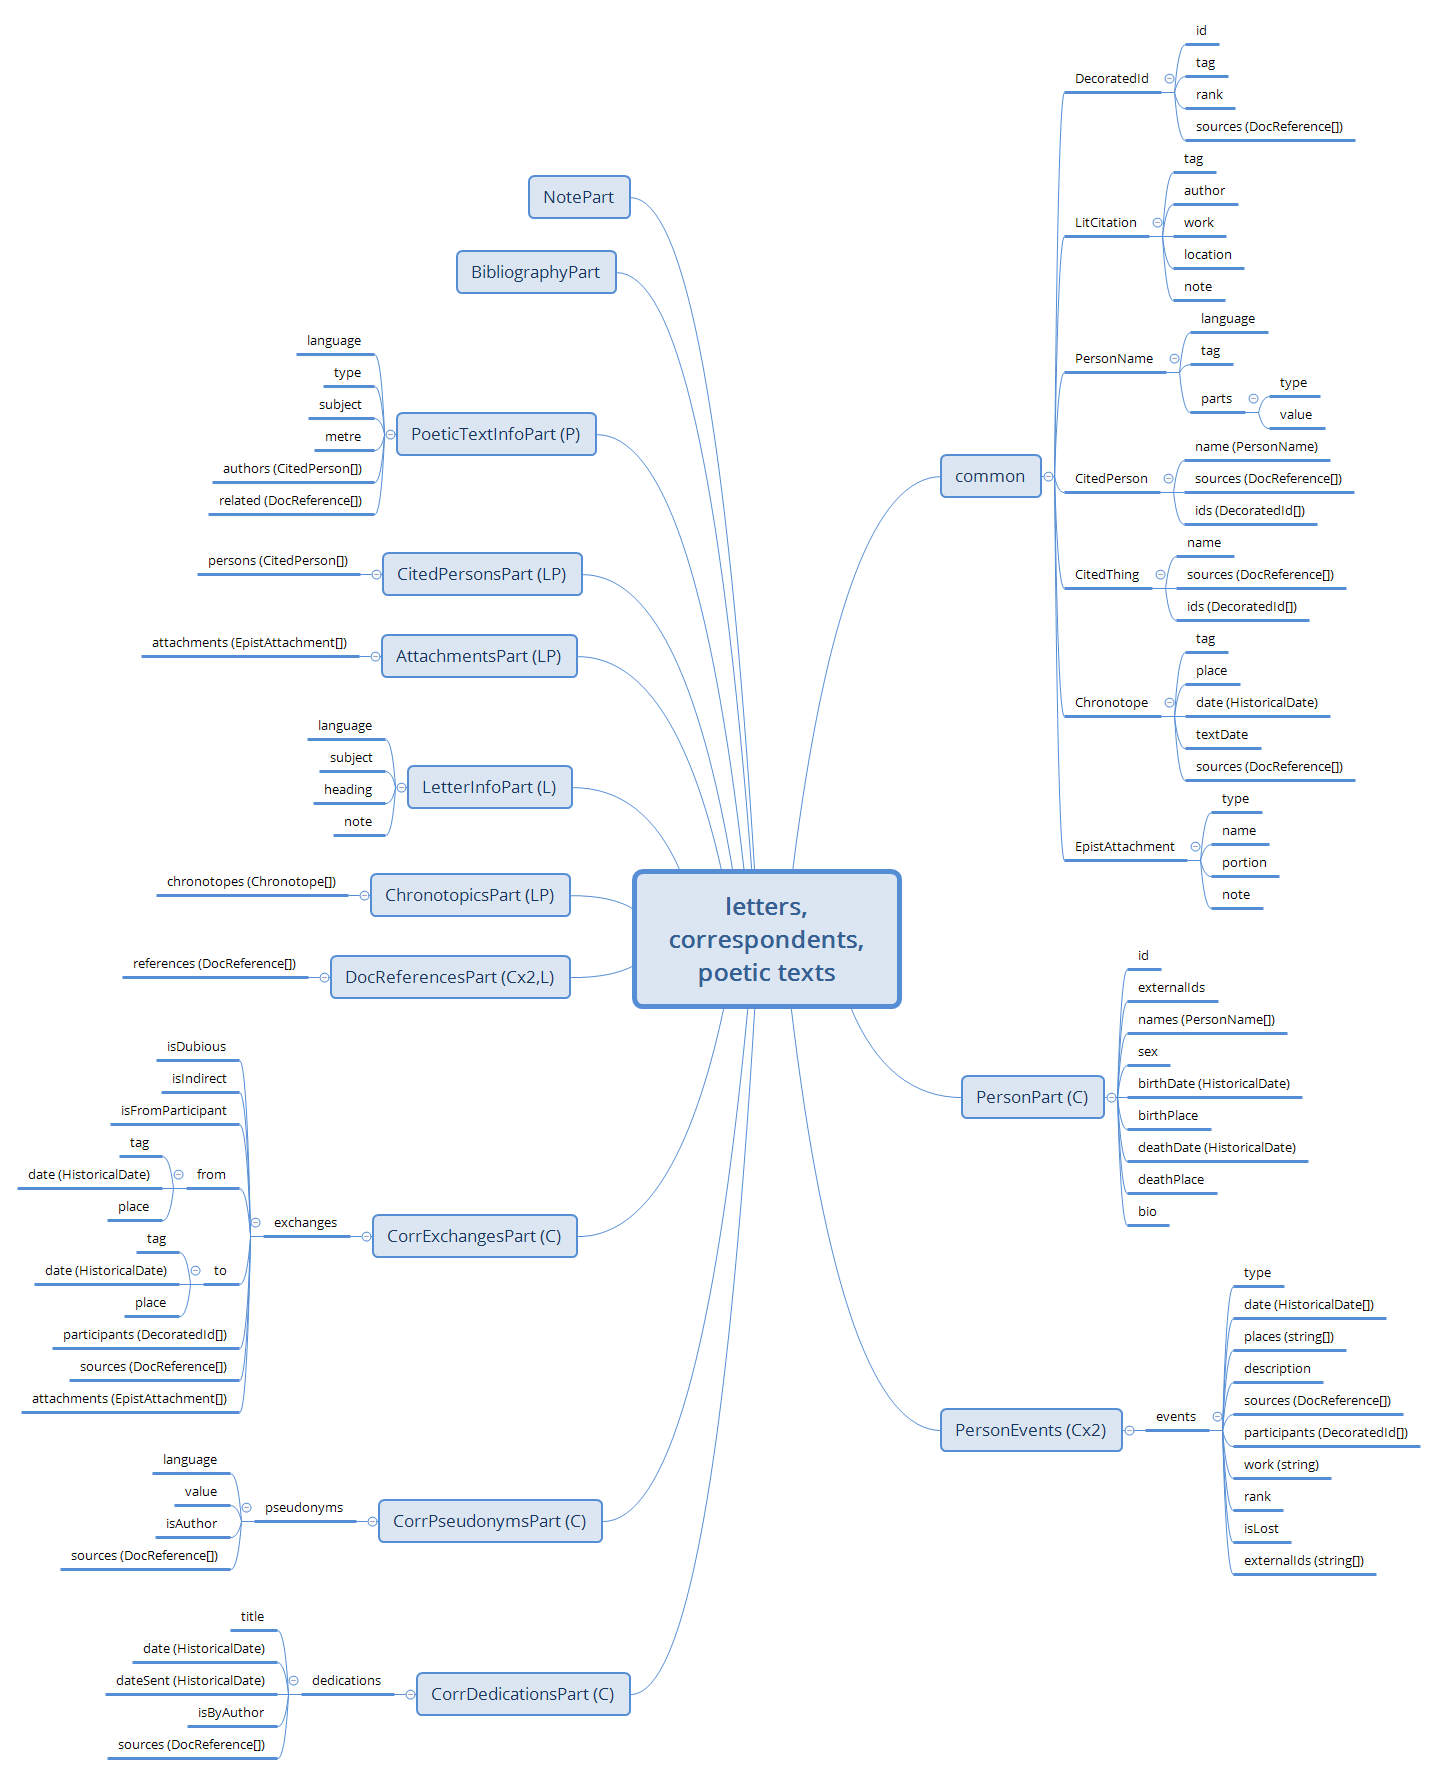 letters,
correspondents,
poetic texts
common
DecoratedId
id
tag
rank
sources (DocReference[])
LitCitation
tag
author
work
location
note
PersonName
language
tag
parts
type
value
CitedPerson
name (PersonName)
sources (DocReference[])
ids (DecoratedId[])
CitedThing
name
sources (DocReference[])
ids (DecoratedId[])
Chronotope
tag
place
date (HistoricalDate)
textDate
sources (DocReference[])
EpistAttachment
type
name
portion
note
PersonPart (C)
id
externalIds
names (PersonName[])
sex
birthDate (HistoricalDate)
birthPlace
deathDate (HistoricalDate)
deathPlace
bio
PersonEvents (Cx2)
events
type
date (HistoricalDate[])
places (string[])
description
sources (DocReference[])
participants (DecoratedId[])
work (string)
rank
isLost
externalIds (string[])
NotePart
BibliographyPart
PoeticTextInfoPart (P)
language
type
subject
metre
authors (CitedPerson[])
related (DocReference[])
CitedPersonsPart (LP)
persons (CitedPerson[])
AttachmentsPart (LP)
attachments (EpistAttachment[])
LetterInfoPart (L)
language
subject
heading
note
ChronotopicsPart (LP)
chronotopes (Chronotope[])
DocReferencesPart (Cx2,L)
references (DocReference[])
CorrExchangesPart (C)
exchanges
isDubious
isIndirect
isFromParticipant
from
tag
date (HistoricalDate)
place
to
tag
date (HistoricalDate)
place
participants (DecoratedId[])
sources (DocReference[])
attachments (EpistAttachment[])
CorrPseudonymsPart (C)
pseudonyms
language
value
isAuthor
sources (DocReference[])
CorrDedicationsPart (C)
dedications
title
date (HistoricalDate)
dateSent (HistoricalDate)
isByAuthor
sources (DocReference[])